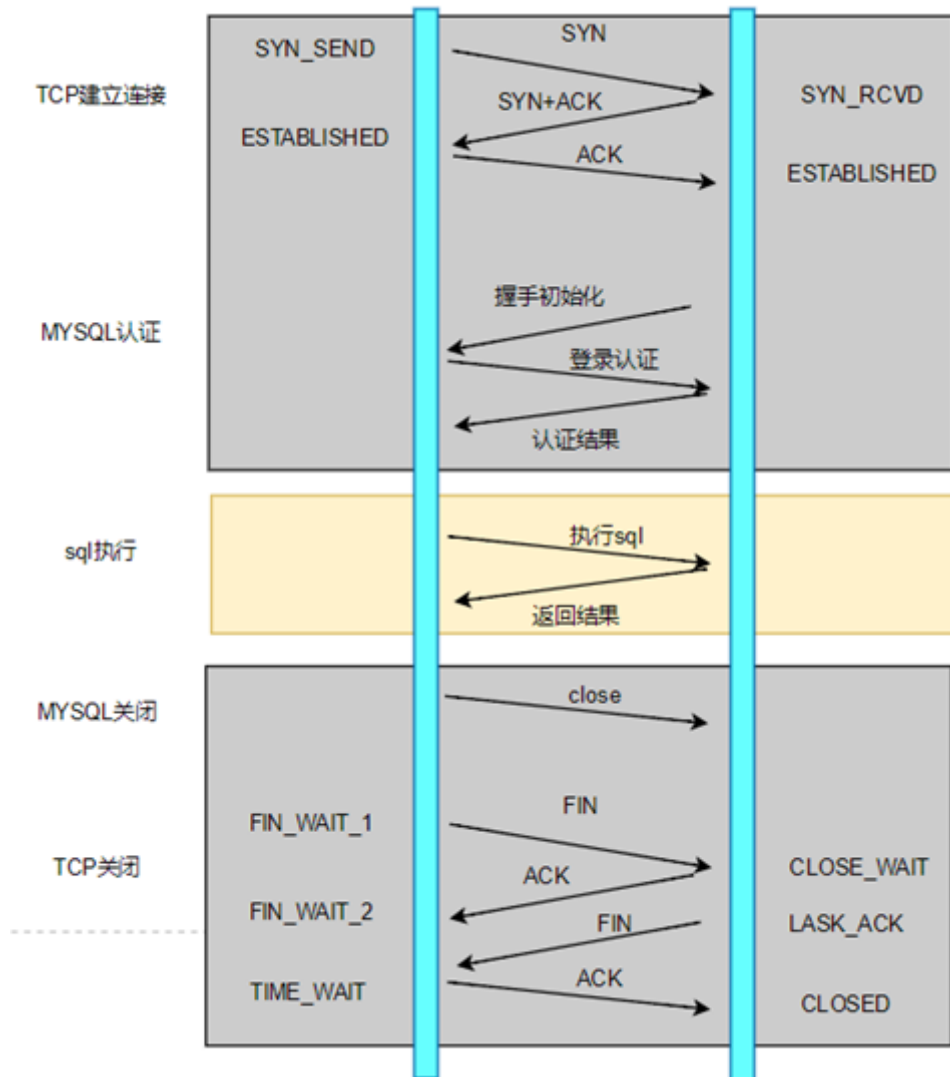 SYN
SYN_SEND
TCP建立连接
SYN+ACK
SYN_RCVD
ESTABLISHED
ACK
ESTABLISHED
握手初始化
MYSQL认证
登录认证
认证结果
执行sql
sql执行
返回结果
close
MYSQL关闭
FIN
FIN_WAIT_1
TCP关闭
ACK
CLOSE_WAIT
FIN_WAIT_2
FIN
LASK_ACK
ACK
TIME_WAIT
CLOSED